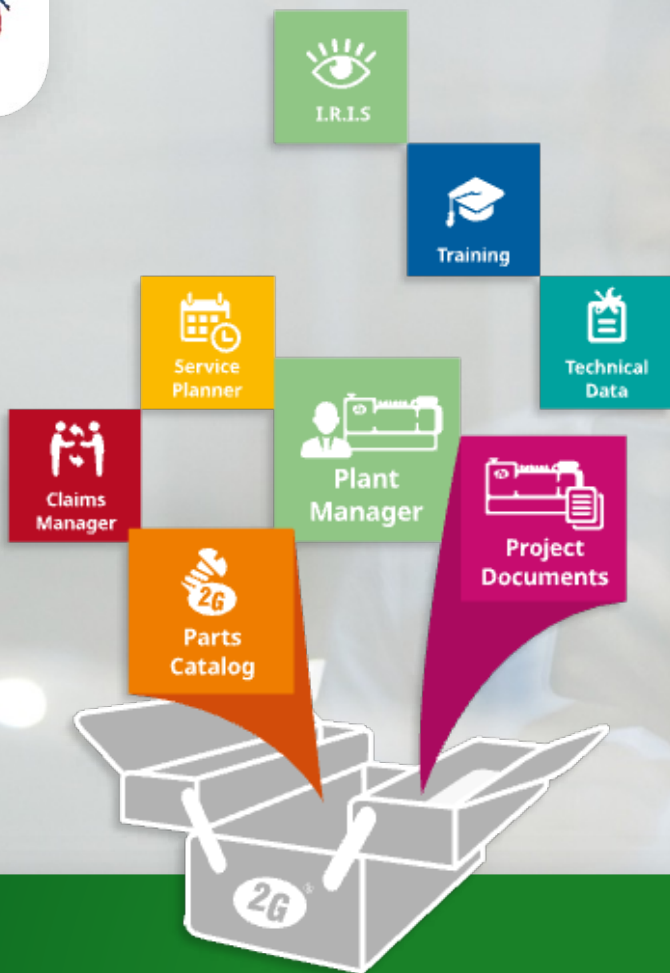 I.R.I.S
Training
Service
Planner
Technical
Data
Plant
Manager
Claims
Manager
Project
Documents
2G
Parts
Catalog
2G